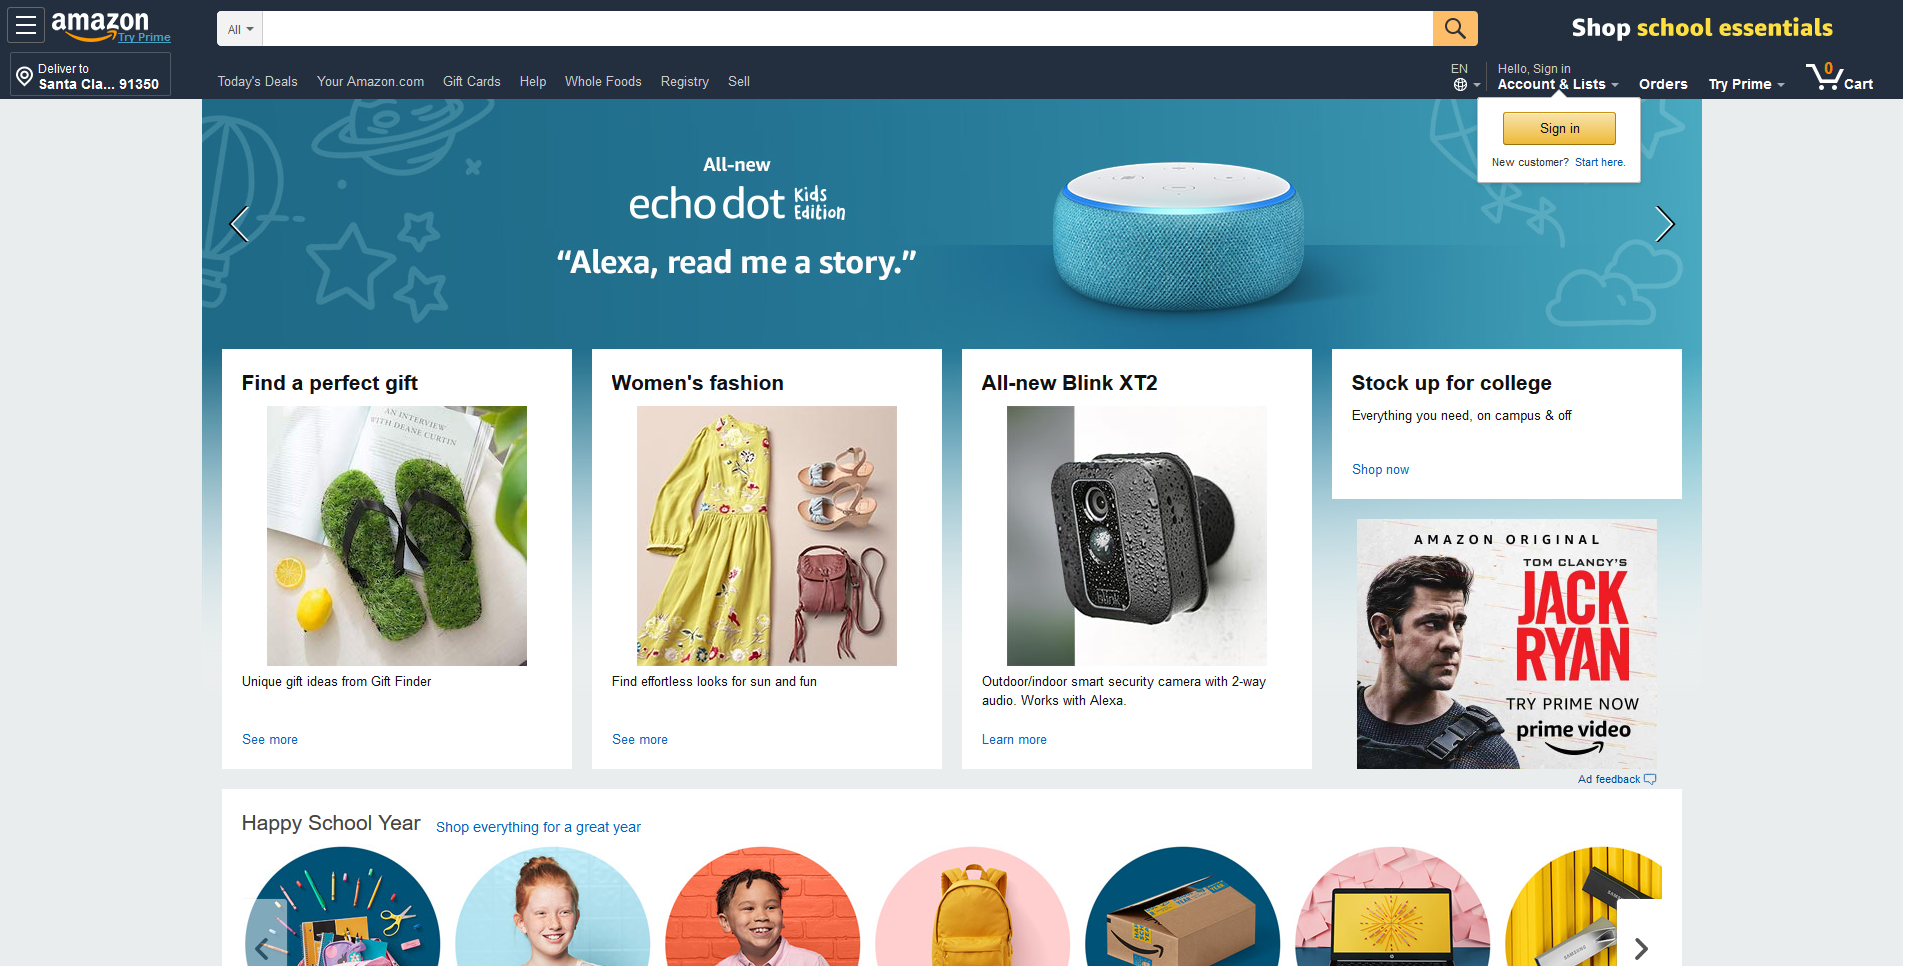 amazon
Try Prime
All
Shop school essentials
Deliver to
Santa Cla... 91350
Today's Deals
Your Amazon.com
Gift Cards
Help
Whole Foods
Registry
Sell
EN
Hello, Sign in
Account & Lists
Orders
Try Prime
0
Cart
Sign in
New customer? Start here.
All-new
echo dot Kids Edition
“Alexa, read me a story.”
Find a perfect gift
AN INTERVIEW
WITH DEANE CURTIN
Unique gift ideas from Gift Finder
See more
Women's fashion
Find effortless looks for sun and fun
See more
All-new Blink XT2
blink
Outdoor/indoor smart security camera with 2-way
audio. Works with Alexa.
Learn more
Stock up for college
Everything you need, on campus & off
Shop now
AMAZON ORIGINAL
TOM CLANCY'S
JACK
RYAN
TRY PRIME NOW
prime video
Ad feedback
Happy School Year
Shop everything for a great year
SAMSUNG
SAMSUNG